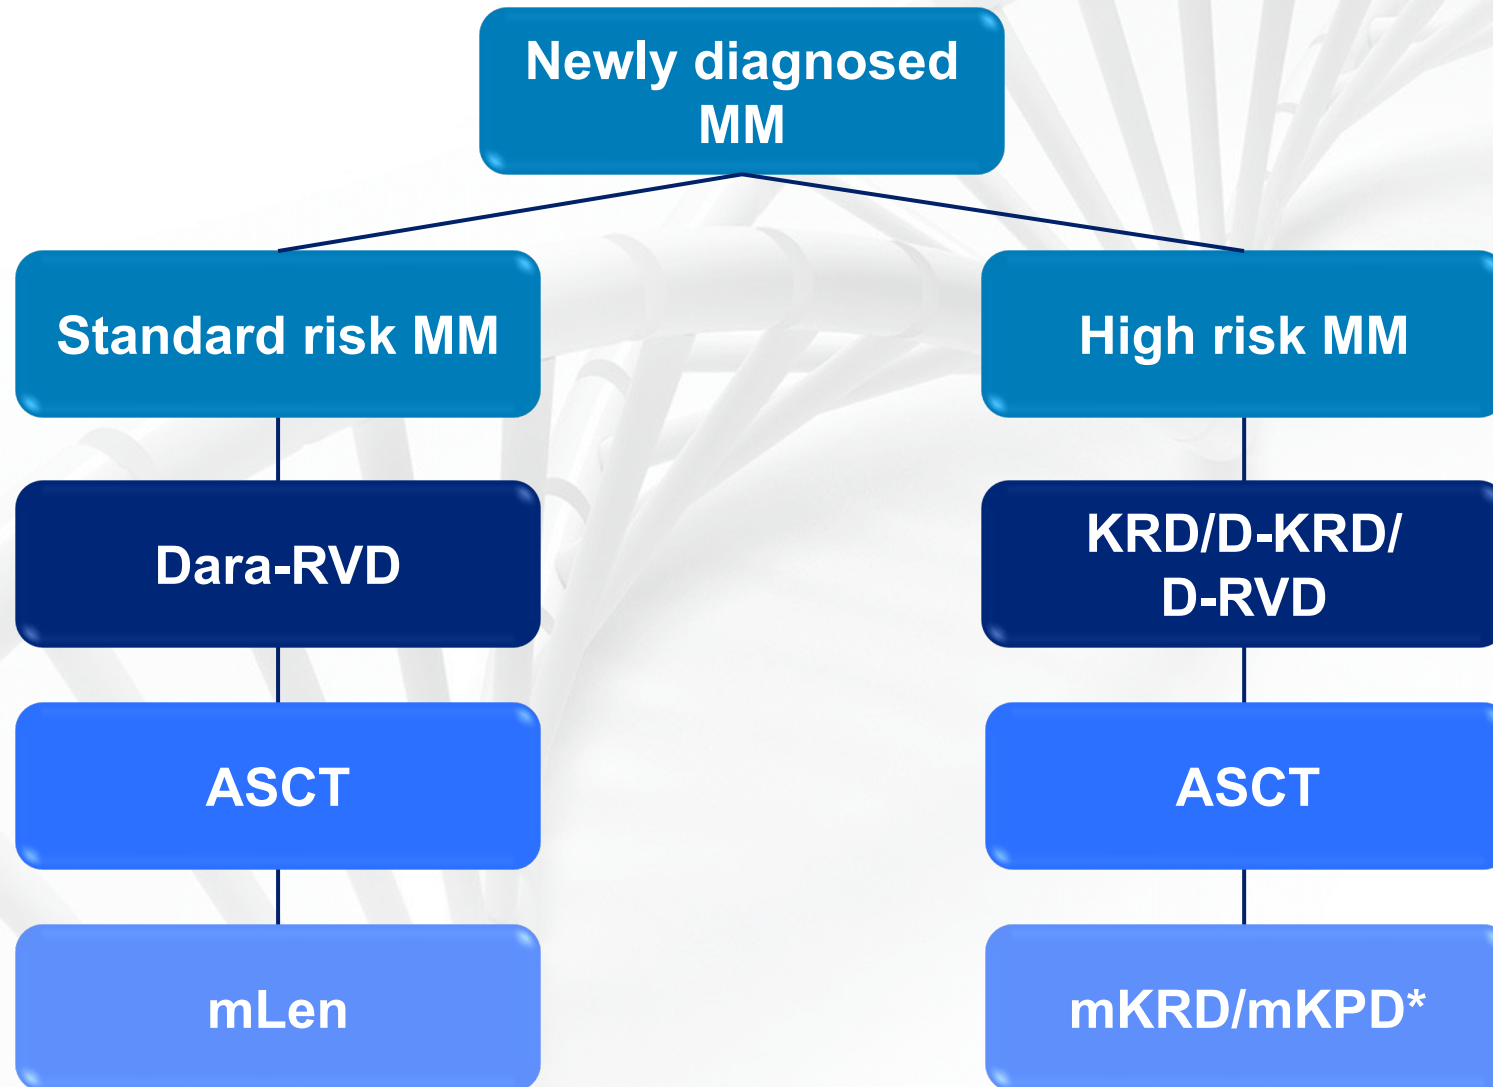 Newly diagnosed
MM
Standard risk MM
High risk MM
Dara-RVD
KRD/D-KRD/
D-RVD
ASCT
ASCT
mLen
mKRD/mKPD*